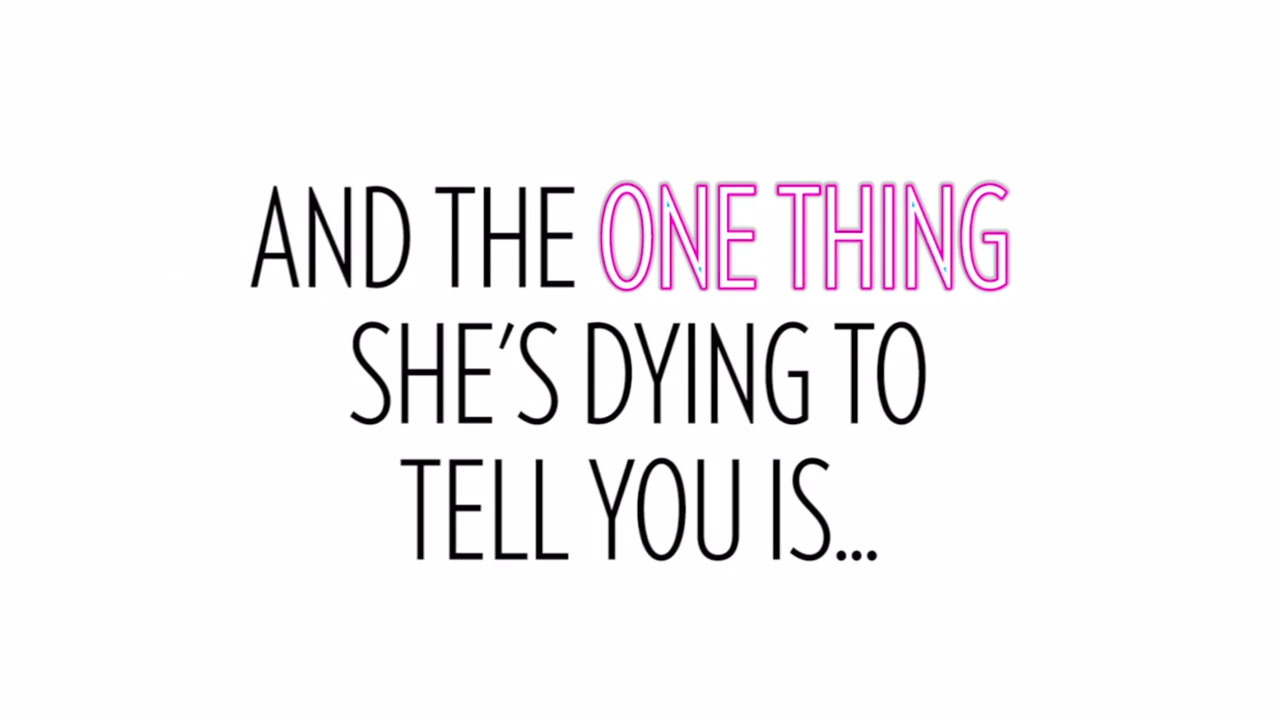 AND THE ONE THING
SHE'S DYING TO
TELL YOU IS...